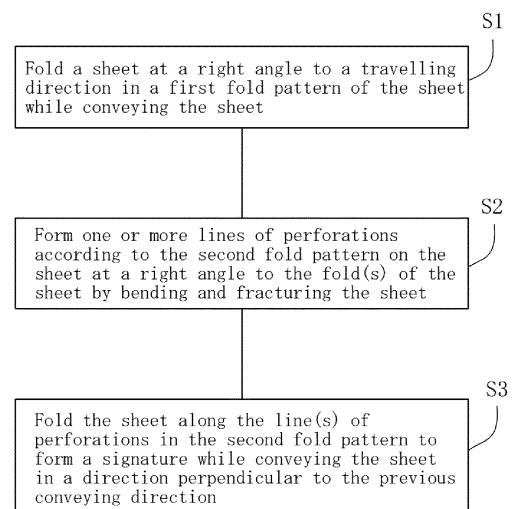 S1
Fold a sheet at a right angle to a travelling
direction in a first fold pattern of the sheet
while conveying the sheet
S2
Form one or more lines of perforations
according to the second fold pattern on the
sheet at a right angle to the fold(s) of the
sheet by bending and fracturing the sheet
S3
Fold the sheet along the line(s) of
perforations in the second fold pattern to
form a signature while conveying the sheet
in a direction perpendicular to the previous
conveying direction